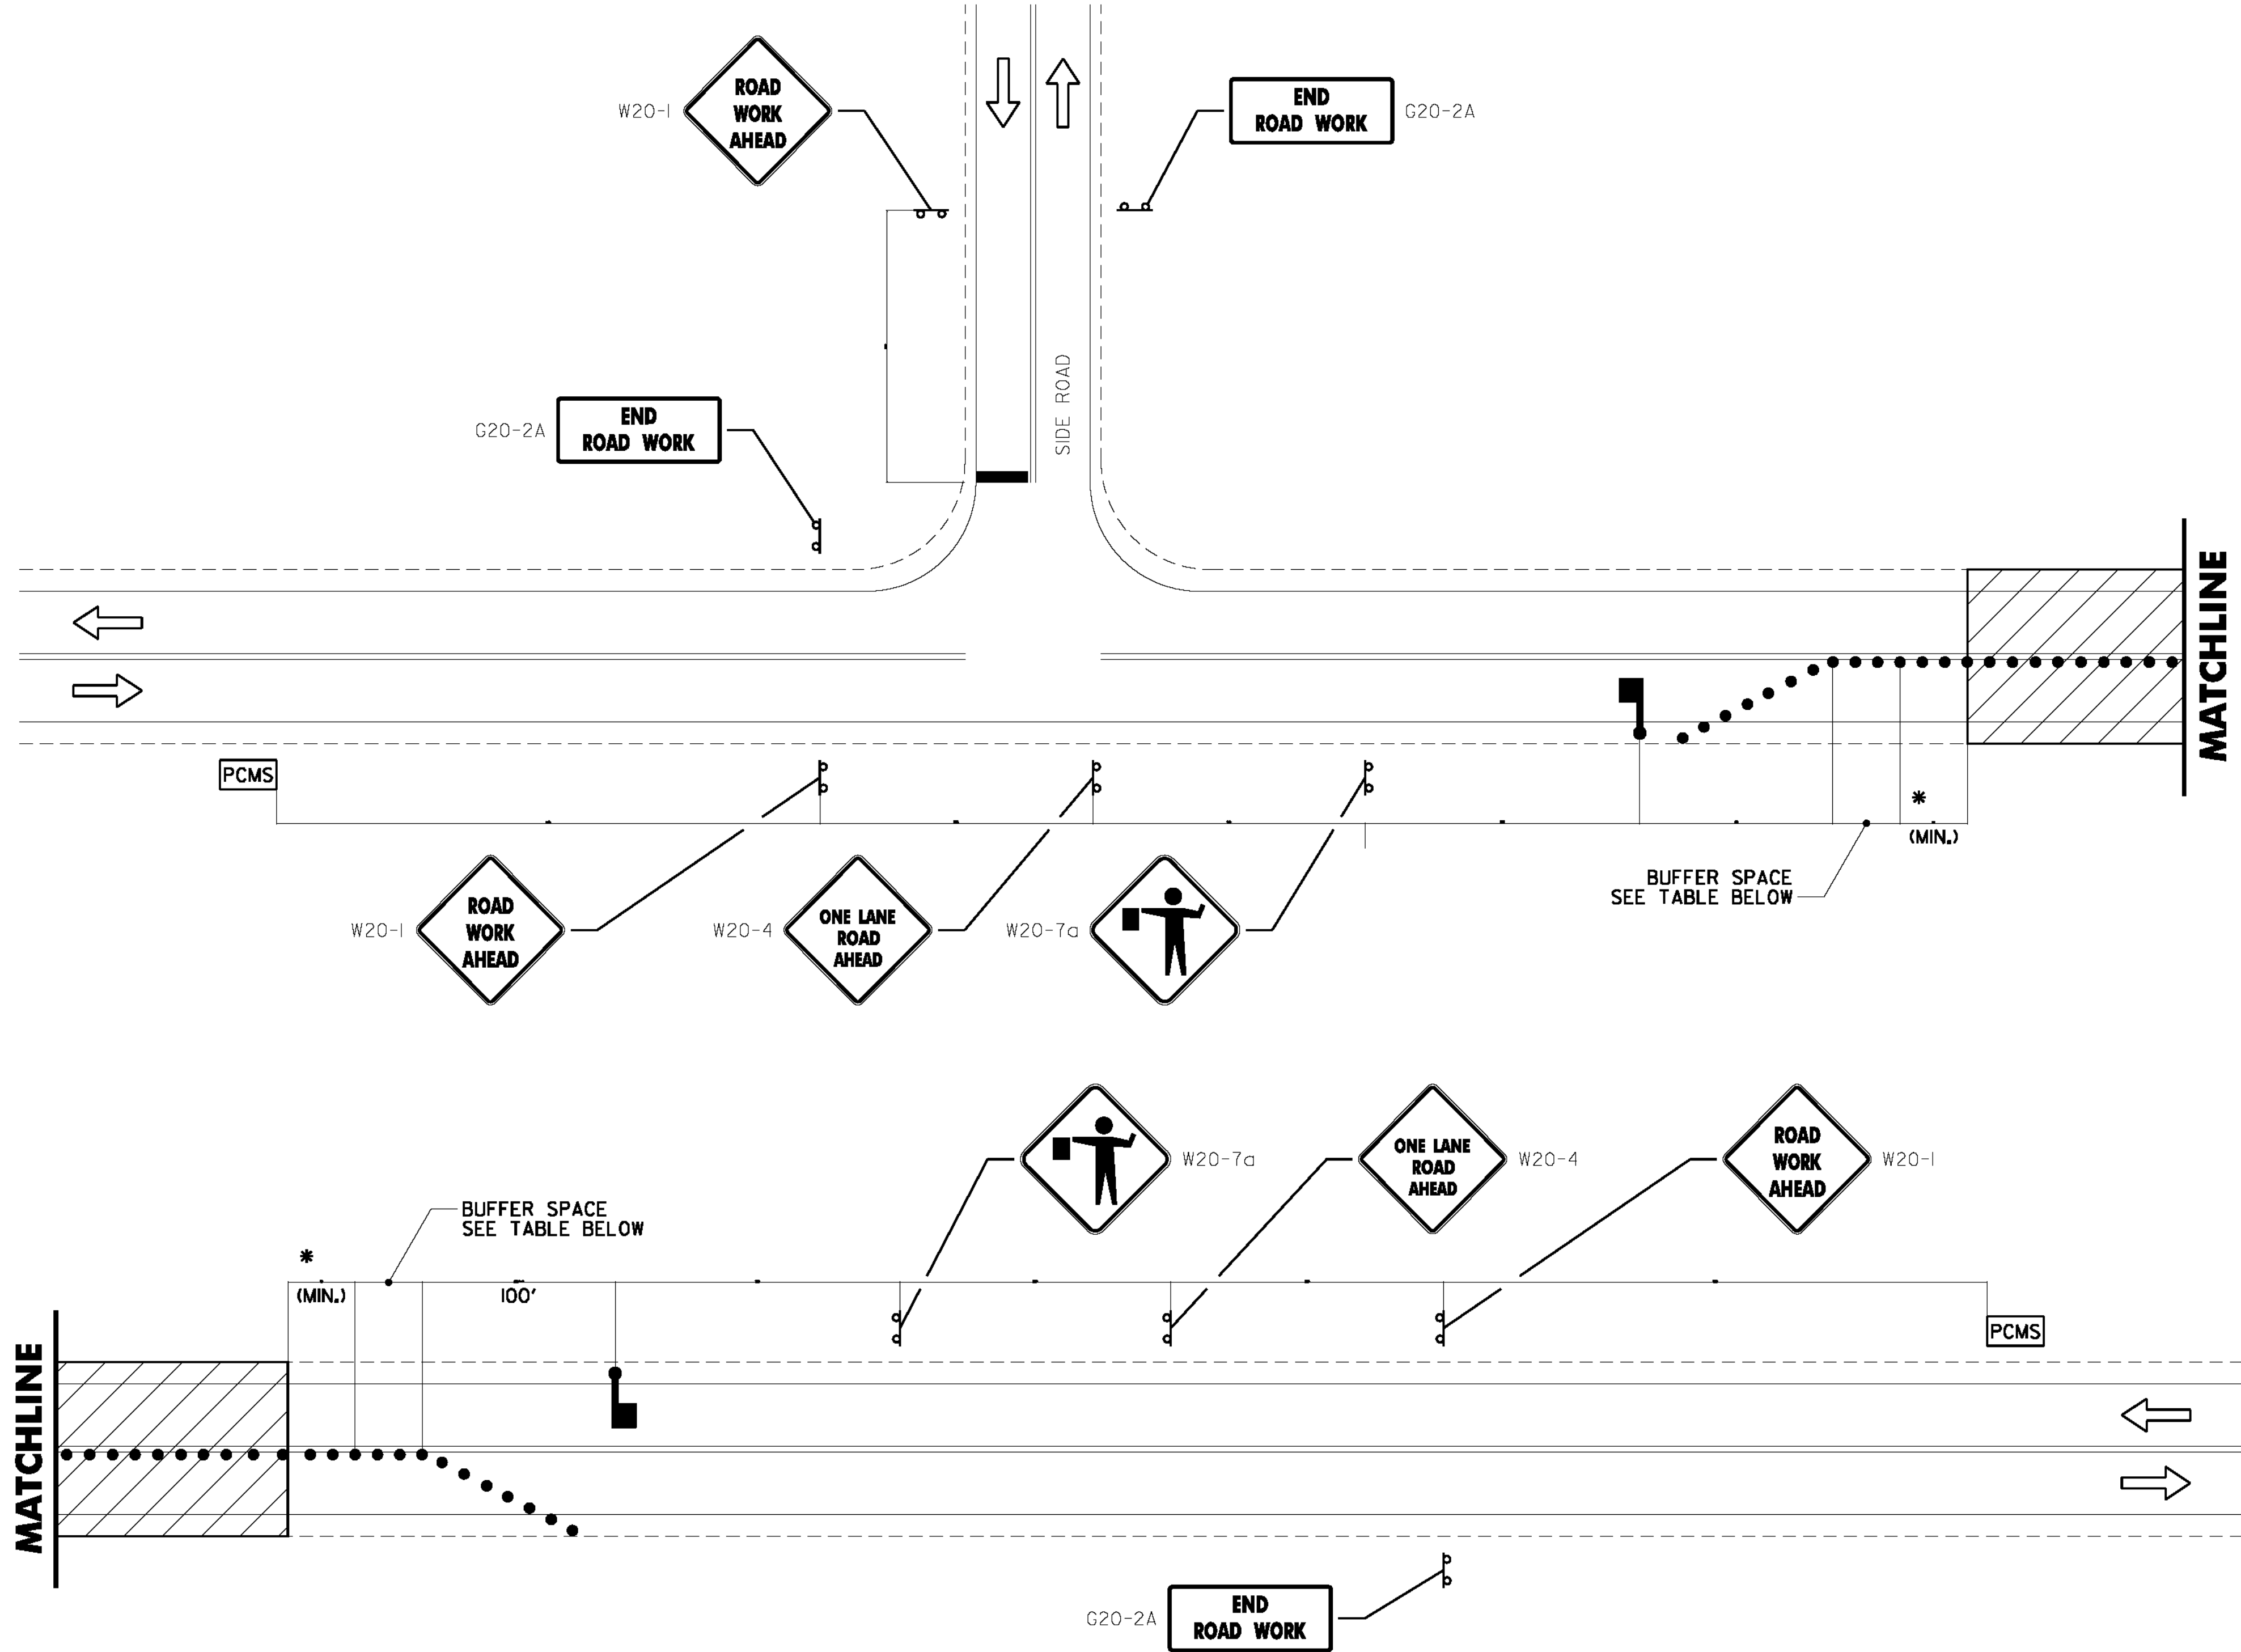 W20-1
ROAD
WORK
AHEAD
END
ROAD WORK
G20-2A
SIDE ROAD
G20-2A
END
ROAD WORK
MATCHLINE
PCMS
*
(MIN.)
BUFFER SPACE
SEE TABLE BELOW
W20-1
ROAD
WORK
AHEAD
W20-4
ONE LANE
ROAD
AHEAD
W20-7a
W20-7a
ONE LANE
ROAD
AHEAD
W20-4
ROAD
WORK
AHEAD
W20-1
BUFFER SPACE
SEE TABLE BELOW
*
(MIN.)
100'
PCMS
MATCHLINE
G20-2A
END
ROAD WORK